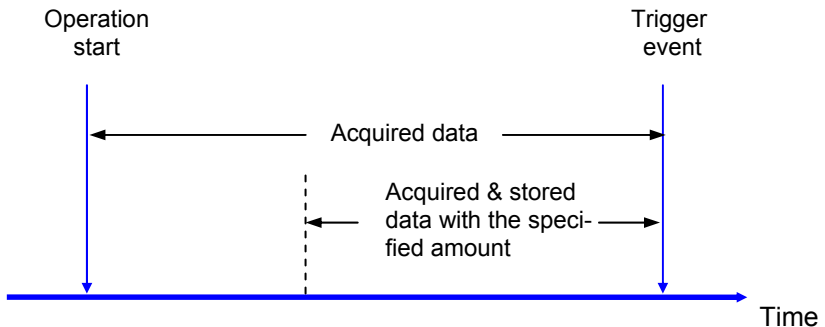 Operation
start
Trigger
event
Acquired data
Acquired & stored
data with the speci-
fied amount
Time